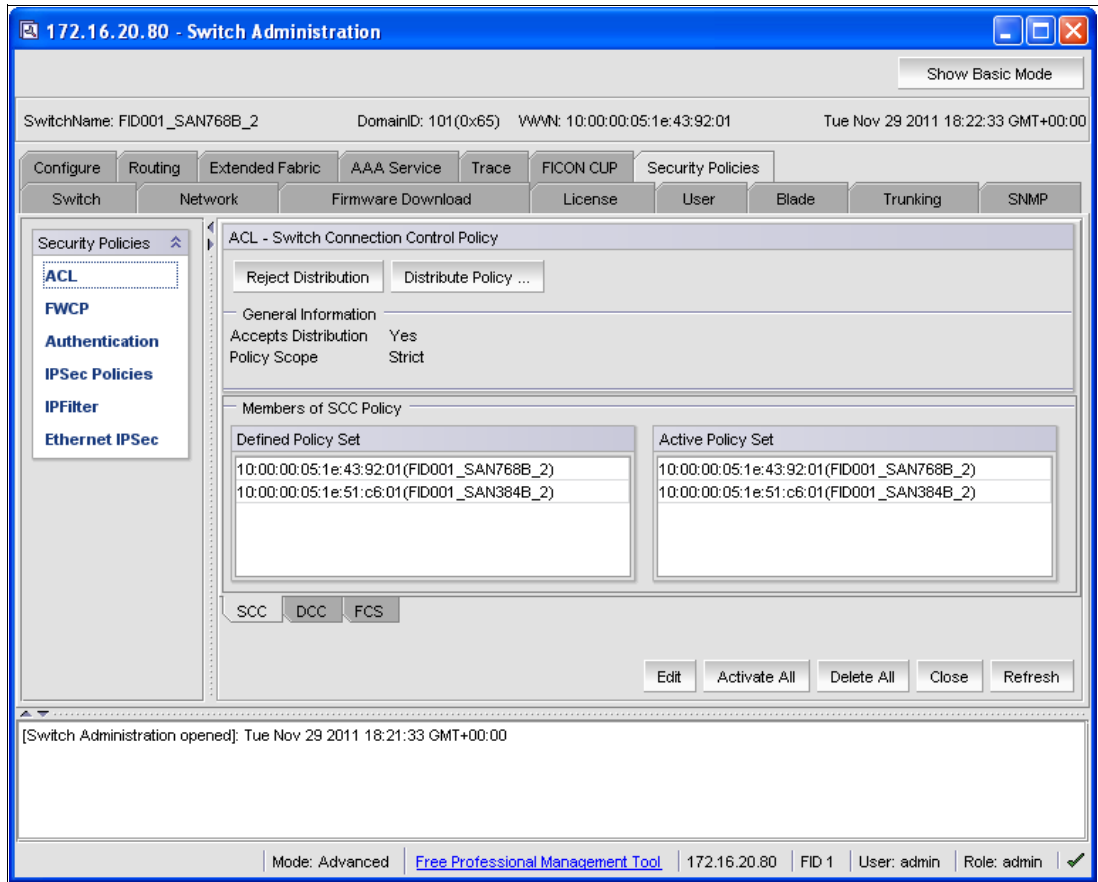 172.16.20.80 - Switch Administration
Show Basic Mode
SwitchName: FID001_SAN768B_2 DomainID: 101(0x65) WWN: 10:00:00:05:1e:43:92:01 Tue Nov 29 2011 18:22:33 GMT+00:00
Configure Routing Extended Fabric AAA Service Trace FICON CUP Security Policies
Switch Network Firmware Download License User Blade Trunking SNMP
Security Policies
ACL
FWCP
Authentication
IPSec Policies
IPFilter
Ethernet IPSec
ACL - Switch Connection Control Policy
Reject Distribution Distribute Policy ...
General Information
Accepts Distribution Yes
Policy Scope Strict
Members of SCC Policy
Defined Policy Set
10:00:00:05:1e:43:92:01(FID001_SAN768B_2)
10:00:00:05:1e:51:c6:01(FID001_SAN384B_2)
Active Policy Set
10:00:00:05:1e:43:92:01(FID001_SAN768B_2)
10:00:00:05:1e:51:c6:01(FID001_SAN384B_2)
SCC DCC FCS
Edit Activate All Delete All Close Refresh
[Switch Administration opened]: Tue Nov 29 2011 18:21:33 GMT+00:00
Mode: Advanced Free Professional Management Tool 172.16.20.80 FID 1 User: admin Role: admin